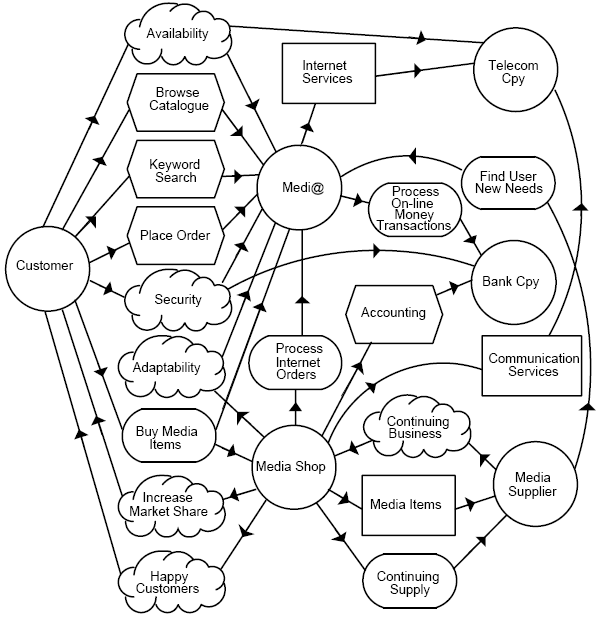 Availability
Internet
Services
Telecom
Cpy
Browse
Catalogue
Keyword
Search
Medi@
Find User
New Needs
Process
On-line
Money
Transactions
Place Order
Customer
Security
Bank Cpy
Accounting
Adaptability
Process
Internet
Orders
Communication
Services
Buy Media
Items
Continuing
Business
Media Shop
Media
Supplier
Increase
Market Share
Media Items
Happy
Customers
Continuing
Supply